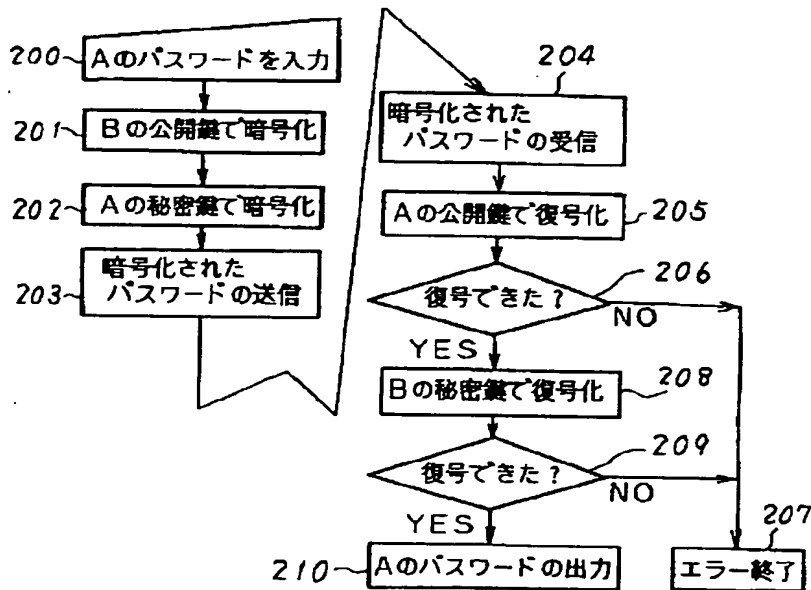 200
Aのパスワードを入力
201
Bの公開鍵で暗号化
202
Aの秘密鍵で暗号化
203
暗号化された
パスワードの送信
204
暗号化された
パスワードの受信
Aの公開鍵で復号化
205
206
復号できた?
NO
YES
Bの秘密鍵で復号化
208
209
復号できた?
NO
YES
207
210
Aのパスワードの出力
エラー終了